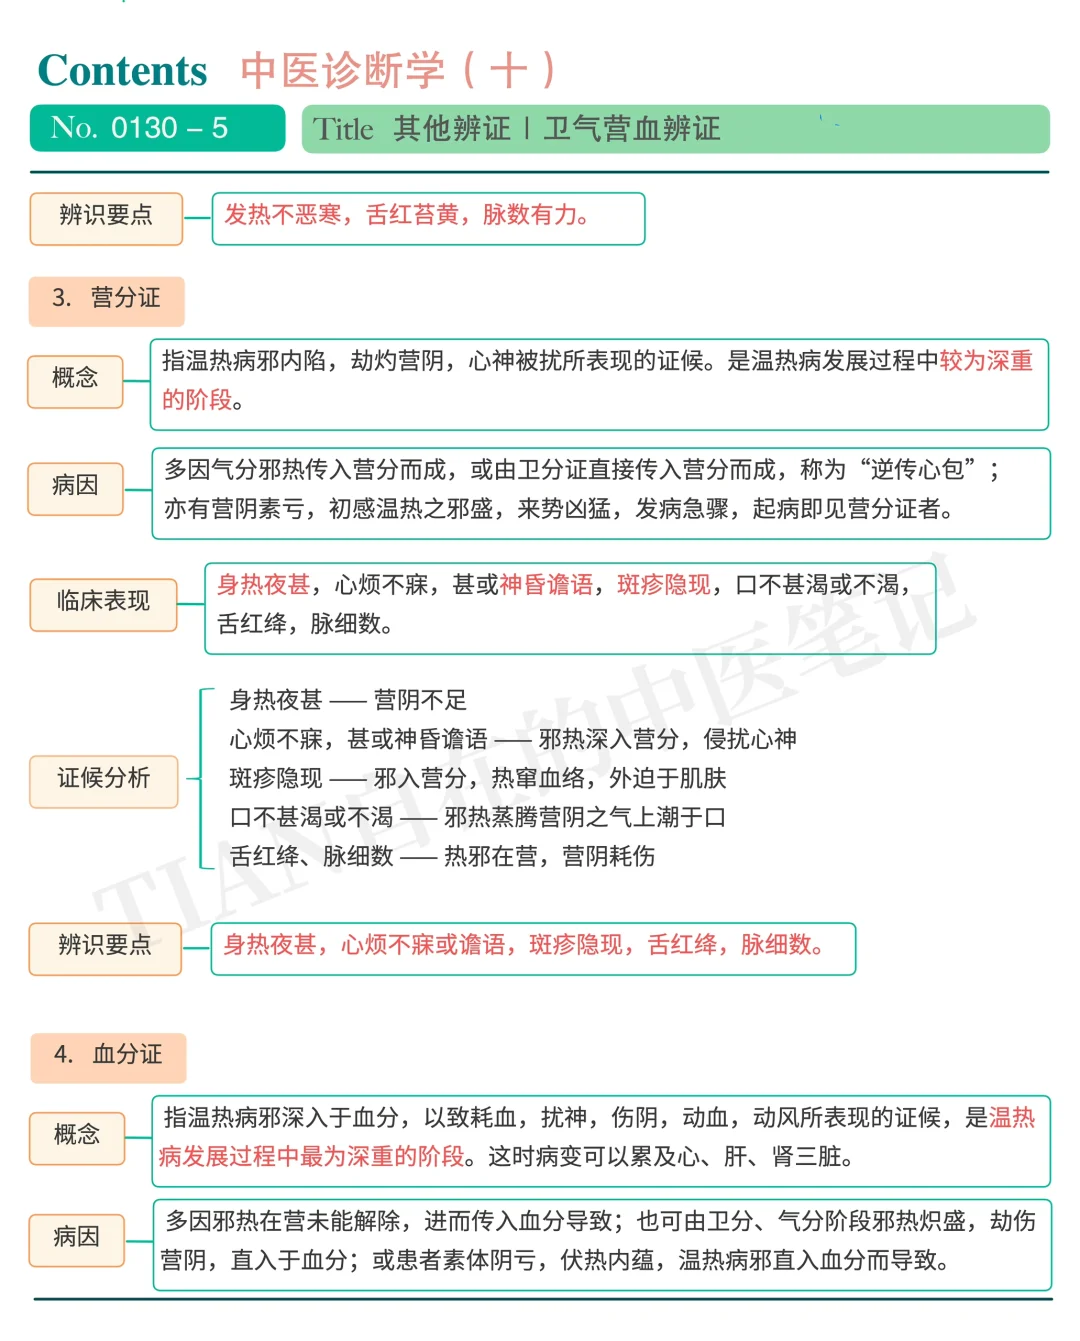 Contents 中医诊断学（十）
No. 0130 – 5
Title 其他辨证 | 卫气营血辨证
辨识要点
发热不恶寒，舌红苔黄，脉数有力。
3. 营分证
概念
指温热病邪内陷，劫灼营阴，心神被扰所表现的证候。是温热病发展过程中较为深重
的阶段。
病因
多因气分邪热传入营分而成，或由卫分证直接传入营分而成，称为“逆传心包”；
亦有营阴素亏，初感温热之邪盛，来势凶猛，发病急骤，起病即见营分证者。
临床表现
身热夜甚，心烦不寐，甚或神昏谵语，斑疹隐现，口不甚渴或不渴，
舌红绛，脉细数。
证候分析
身热夜甚 —— 营阴不足
心烦不寐，甚或神昏谵语 —— 邪热深入营分，侵扰心神
斑疹隐现 —— 邪入营分，热窜血络，外迫于肌肤
口不甚渴或不渴 —— 邪热蒸腾营阴之气上潮于口
舌红绛、脉细数 —— 热邪在营，营阴耗伤
辨识要点
身热夜甚，心烦不寐或谵语，斑疹隐现，舌红绛，脉细数。
4. 血分证
概念
指温热病邪深入于血分，以致耗血，扰神，伤阴，动血，动风所表现的证候，是温热
病发展过程中最为深重的阶段。这时病变可以累及心、肝、肾三脏。
病因
多因邪热在营未能解除，进而传入血分导致；也可由卫分、气分阶段邪热炽盛，劫伤
营阴，直入于血分；或患者素体阴亏，伏热内蕴，温热病邪直入血分而导致。
TIAN自在的中医笔记